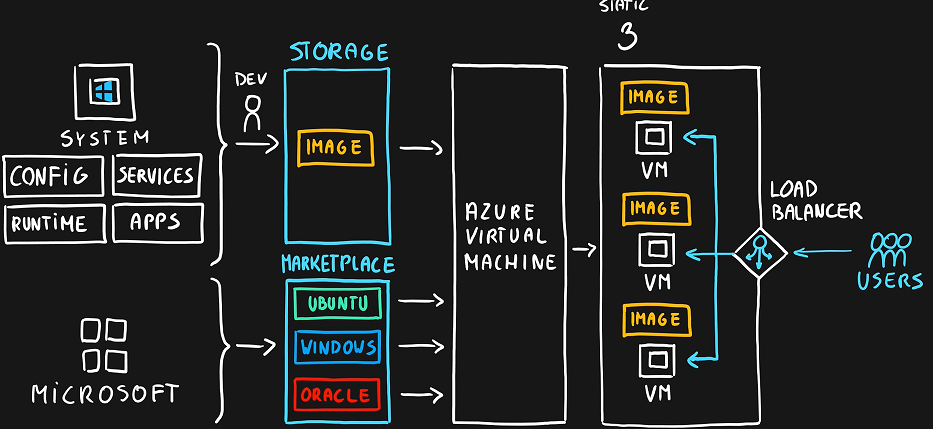 STATIC
3
STORAGE
DEV
SYSTEM
CONFIG
SERVICES
RUNTIME
APPS
IMAGE
MARKETPLACE
UBUNTU
WINDOWS
ORACLE
MICROSOFT
AZURE
VIRTUAL
MACHINE
IMAGE
VM
IMAGE
VM
IMAGE
VM
LOAD
BALANCER
USERS